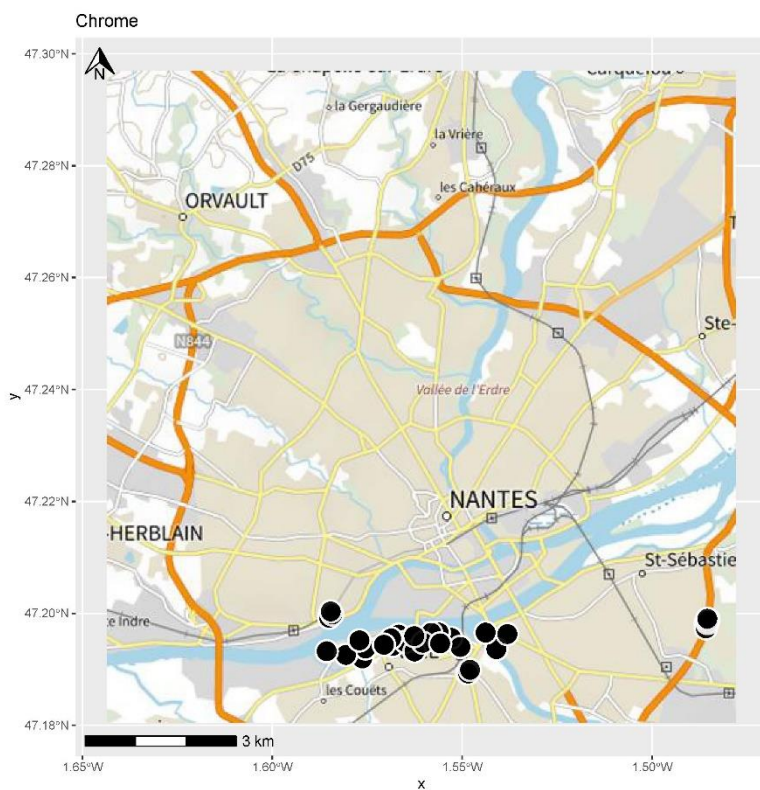 Chrome
47.30°N
N
la Gergaudière
la Vrière
47.28°N
D75
les Cahéraux
ORVAULT
47.26°N
Ste-
N844
47.24°N
Vallée de l'Erdre
y
47.22°N
NANTES
-HERBLAIN
St-Sébastie
47.20°N
te Indre
les Couëts
47.18°N
3 km
1.65°W
1.60°W
1.55°W
1.50°W
x